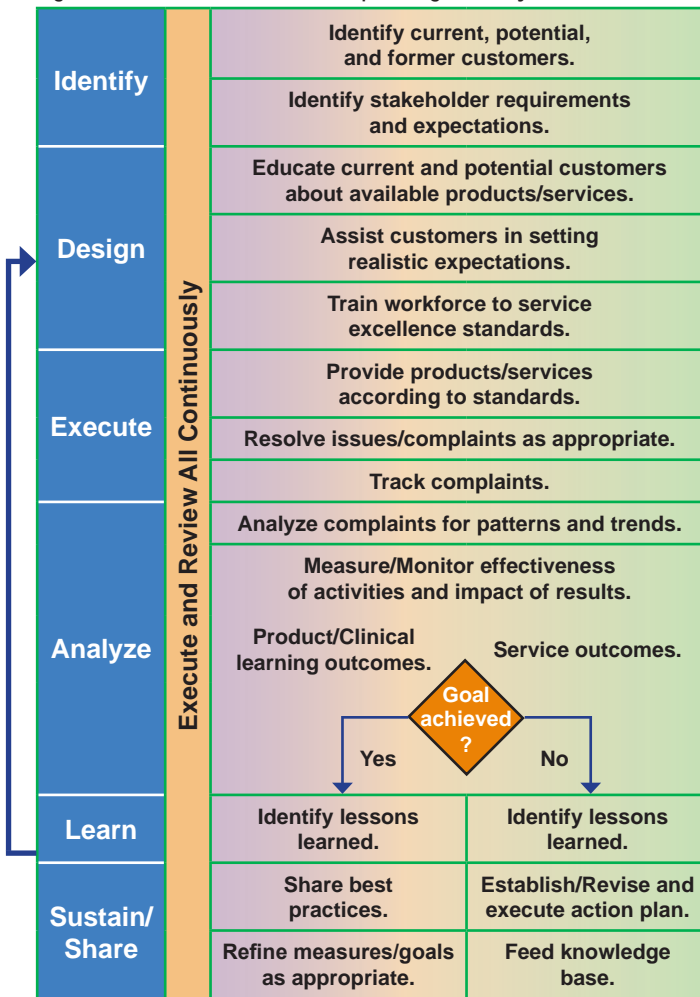 Identify
Identify current, potential,
and former customers.
Identify stakeholder requirements
and expectations.
Design
Educate current and potential customers
about available products/services.
Assist customers in setting
realistic expectations.
Train workforce to service
excellence standards.
Execute and Review All Continuously
Execute
Provide products/services
according to standards.
Resolve issues/complaints as appropriate.
Track complaints.
Analyze
Analyze complaints for patterns and trends.
Measure/Monitor effectiveness
of activities and impact of results.
Product/Clinical
learning outcomes.
Service outcomes.
Goal
achieved
?
Yes
No
Learn
Identify lessons
learned.
Identify lessons
learned.
Sustain/
Share
Share best
practices.
Establish/Revise and
execute action plan.
Refine measures/goals
as appropriate.
Feed knowledge
base.